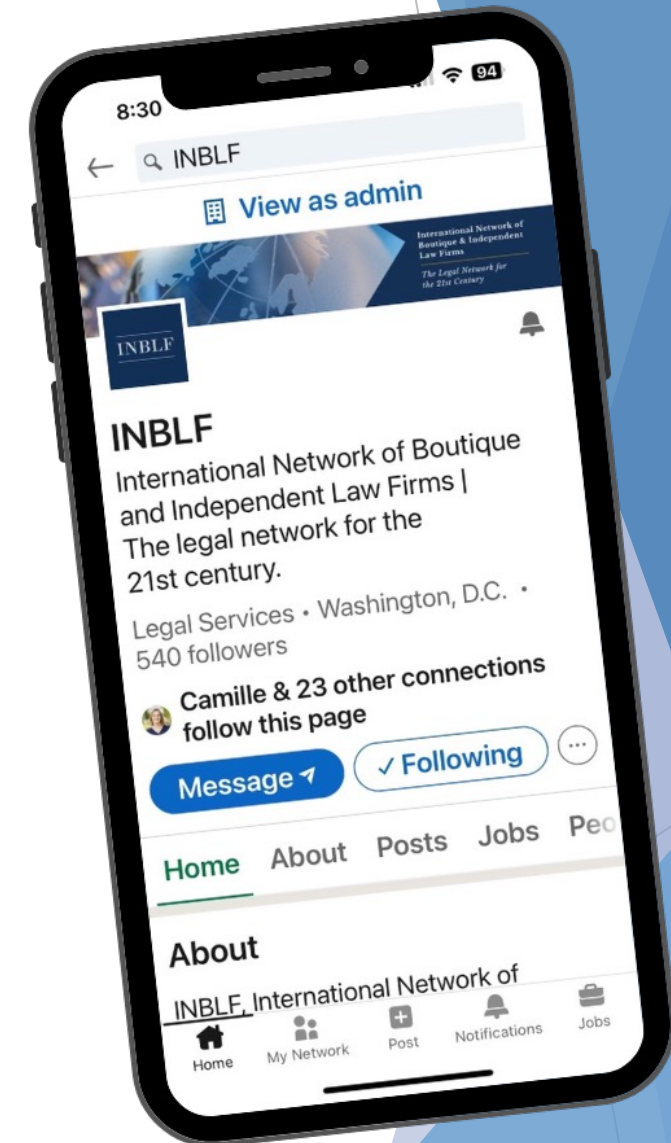 8:30
94
INBLF
View as admin
International Network of
Boutique & Independent
Law Firms
The Legal Network for
the 21st Century
INBLF
INBLF
International Network of Boutique
and Independent Law Firms |
The legal network for the
21st century.
Legal Services • Washington, D.C. •
540 followers
Camille & 23 other connections
follow this page
Message
✓ Following
Home About Posts Jobs Peo
About
INBLF, International Network of
Home My Network Post Notifications Jobs